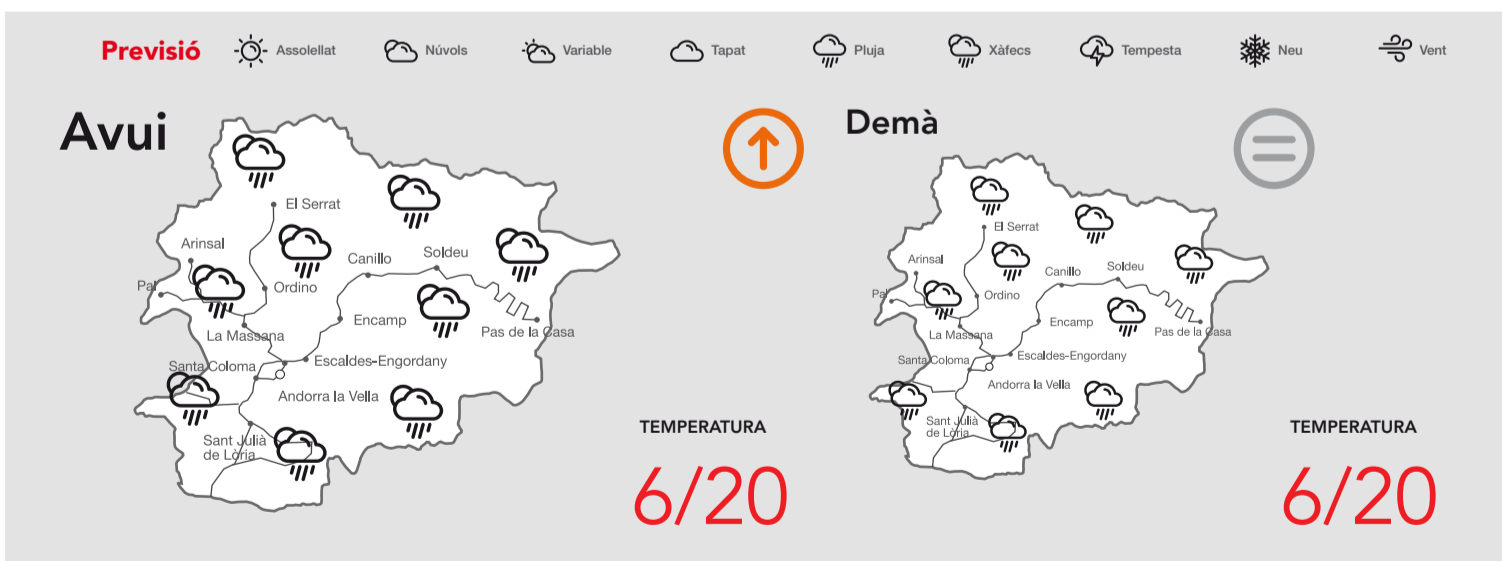 Previsió
Assolellat
Núvols
Variable
Tapat
Pluja
Xàfecs
Tempesta
Neu
Vent
Avui
El Serrat
Arinsal
Soldeu
Canillo
Pal
Ordino
Encamp
La Massana
Pas de la Casa
Escaldes-Engordany
Santa Coloma
Andorra la Vella
Sant Julià
de Lòria
TEMPERATURA
6/20
Demà
El Serrat
Arinsal
Soldeu
Canillo
Pal
Ordino
Encamp
La Massana
Pas de la Casa
Escaldes-Engordany
Santa Coloma
Andorra la Vella
Sant Julià
de Lòria
TEMPERATURA
6/20